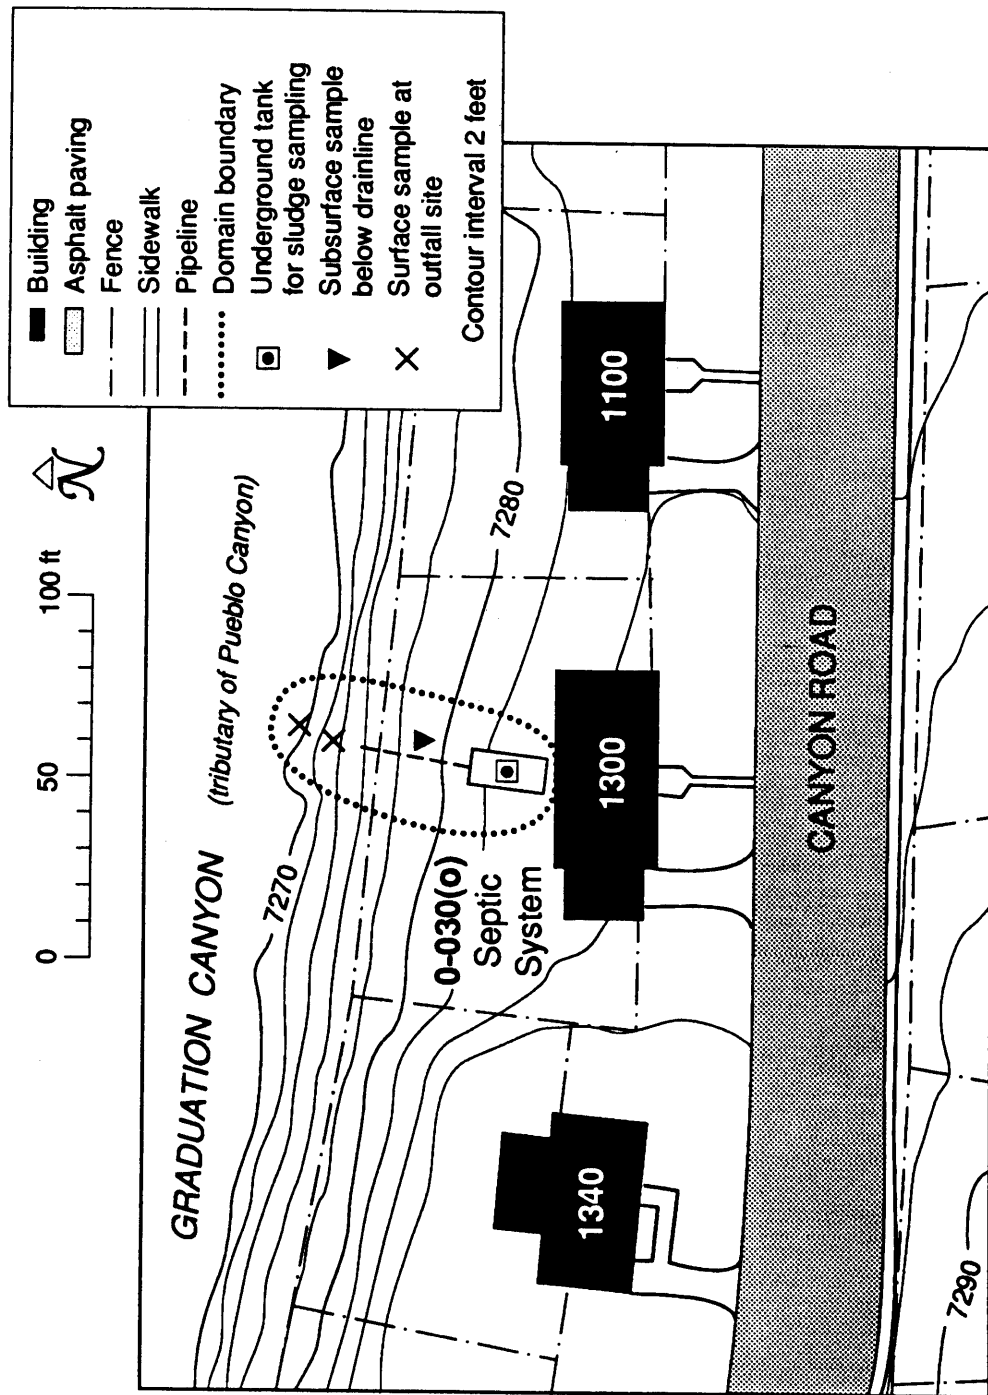 GRADUATION CANYON
(tributary of Pueblo Canyon)
0
50
100 ft
N
7270
7280
7290
0-030(o)
Septic
System
1340
1300
1100
CANYON ROAD
Building
Asphalt paving
Fence
Sidewalk
Pipeline
Domain boundary
Underground tank
for sludge sampling
Subsurface sample
below drainline
Surface sample at
outfall site
Contour interval 2 feet